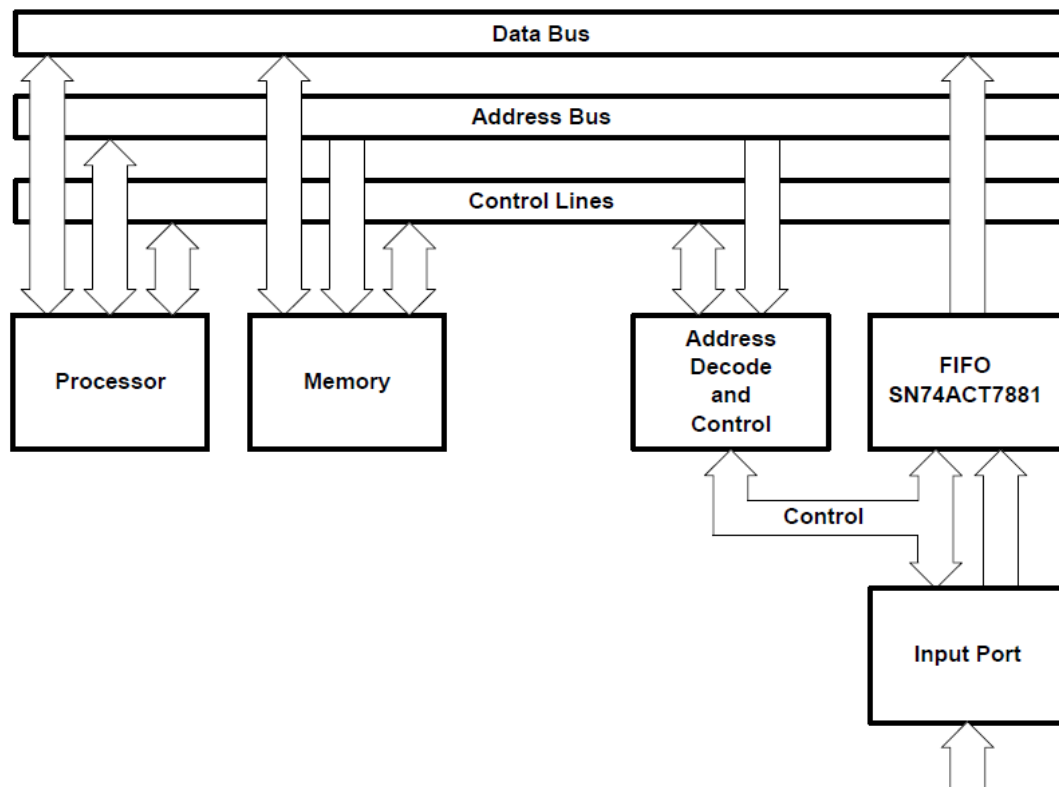 Data Bus
Address Bus
Control Lines
Processor
Memory
Address
Decode
and
Control
FIFO
SN74ACT7881
Control
Input Port